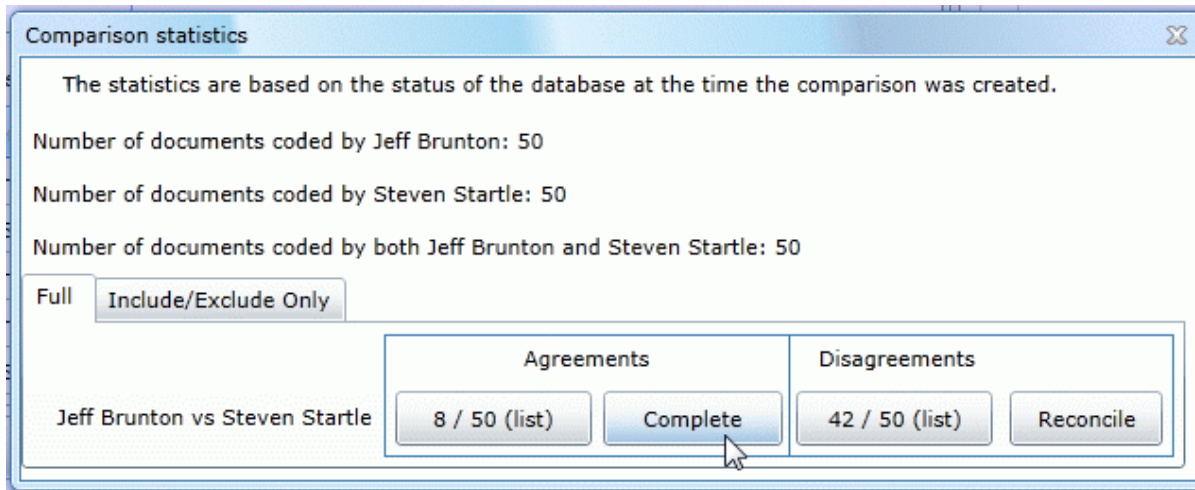 Comparison statistics
The statistics are based on the status of the database at the time the comparison was created.
Number of documents coded by Jeff Brunton: 50
Number of documents coded by Steven Startle: 50
Number of documents coded by both Jeff Brunton and Steven Startle: 50
Full Include/Exclude Only
Agreements Disagreements
Jeff Brunton vs Steven Startle 8 / 50 (list) Complete 42 / 50 (list) Reconcile